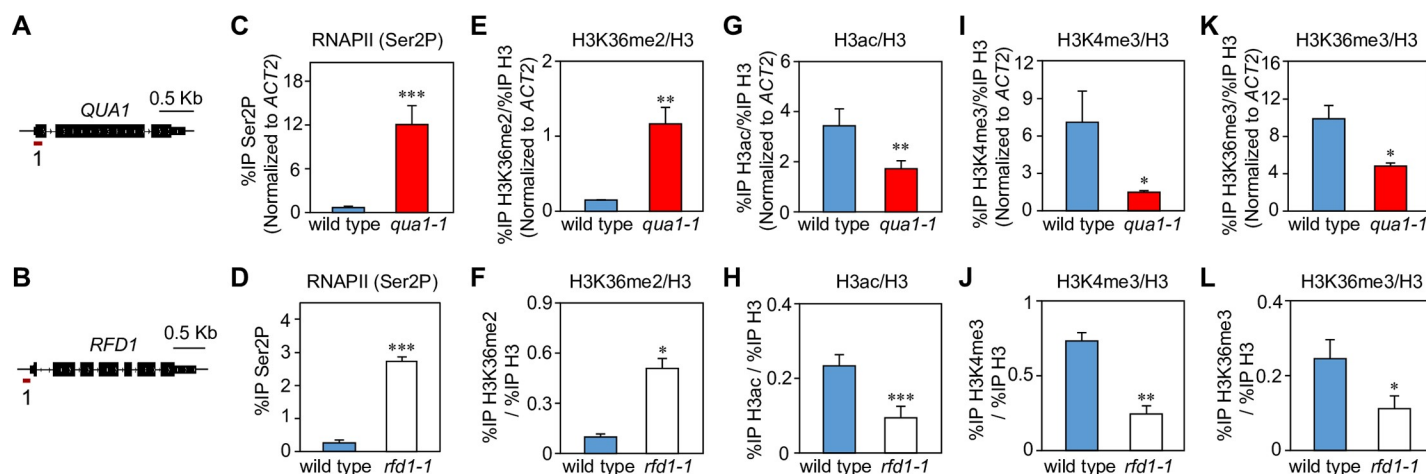 A
QUA1
0.5 Kb
1
C
RNAPII (Ser2P)
%IP Ser2P
(Normalized to ACT2)
18
12
6
0
***
wild type qua1-1
E
H3K36me2/H3
%IP H3K36me2/%IP H3
(Normalized to ACT2)
2
1
0
**
wild type qua1-1
G
H3ac/H3
%IP H3ac/%IP H3
(Normalized to ACT2)
6
4
2
0
**
wild type qua1-1
I
H3K4me3/H3
%IP H3K4me3/%IP H3
(Normalized to ACT2)
12
9
6
3
0
*
wild type qua1-1
K
H3K36me3/H3
%IP H3K36me3/%IP H3
(Normalized to ACT2)
16
12
8
4
0
*
wild type qua1-1
B
RFD1
0.5 Kb
1
D
RNAPII (Ser2P)
%IP Ser2P
4
3
2
1
0
***
wild type rfd1-1
F
H3K36me2/H3
%IP H3K36me2
/ %IP H3
0.9
0.6
0.3
0
*
wild type rfd1-1
H
H3ac/H3
%IP H3ac / %IP H3
0.4
0.2
0
***
wild type rfd1-1
J
H3K4me3/H3
%IP H3K4me3
/ %IP H3
1
0.5
0
**
wild type rfd1-1
L
H3K36me3/H3
%IP H3K36me3
/ %IP H3
0.4
0.2
0
*
wild type rfd1-1